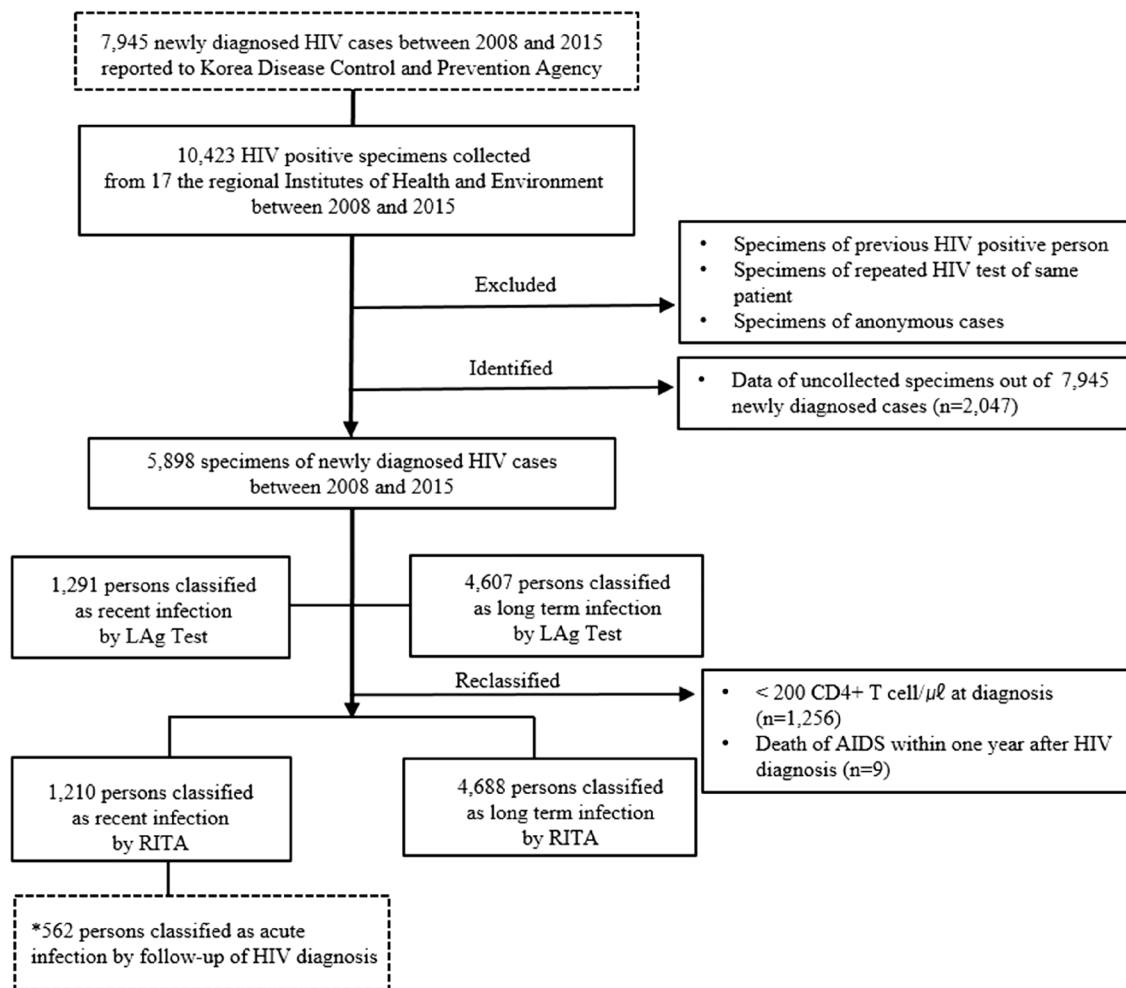 7,945 newly diagnosed HIV cases between 2008 and 2015
reported to Korea Disease Control and Prevention Agency
10,423 HIV positive specimens collected
from 17 the regional Institutes of Health and Environment
between 2008 and 2015
Excluded
• Specimens of previous HIV positive person
• Specimens of repeated HIV test of same
patient
• Specimens of anonymous cases
Identified
• Data of uncollected specimens out of 7,945
newly diagnosed cases (n=2,047)
5,898 specimens of newly diagnosed HIV cases
between 2008 and 2015
1,291 persons classified
as recent infection
by LAg Test
4,607 persons classified
as long term infection
by LAg Test
Reclassified
• < 200 CD4+ T cell/㎕ at diagnosis
(n=1,256)
• Death of AIDS within one year after HIV
diagnosis (n=9)
1,210 persons classified
as recent infection
by RITA
4,688 persons classified
as long term infection
by RITA
*562 persons classified as acute
infection by follow-up of HIV diagnosis